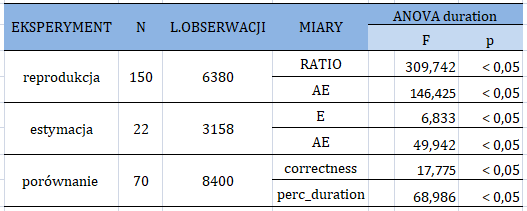 EKSPERYMENT N L.OBSERWACJI MIARY ANOVA duration
F p
reprodukcja 150 6380 RATIO 309,742 < 0,05
AE 146,425 < 0,05
estymacja 22 3158 E 6,833 < 0,05
AE 49,942 < 0,05
porównanie 70 8400 correctness 17,775 < 0,05
perc_duration 68,986 < 0,05